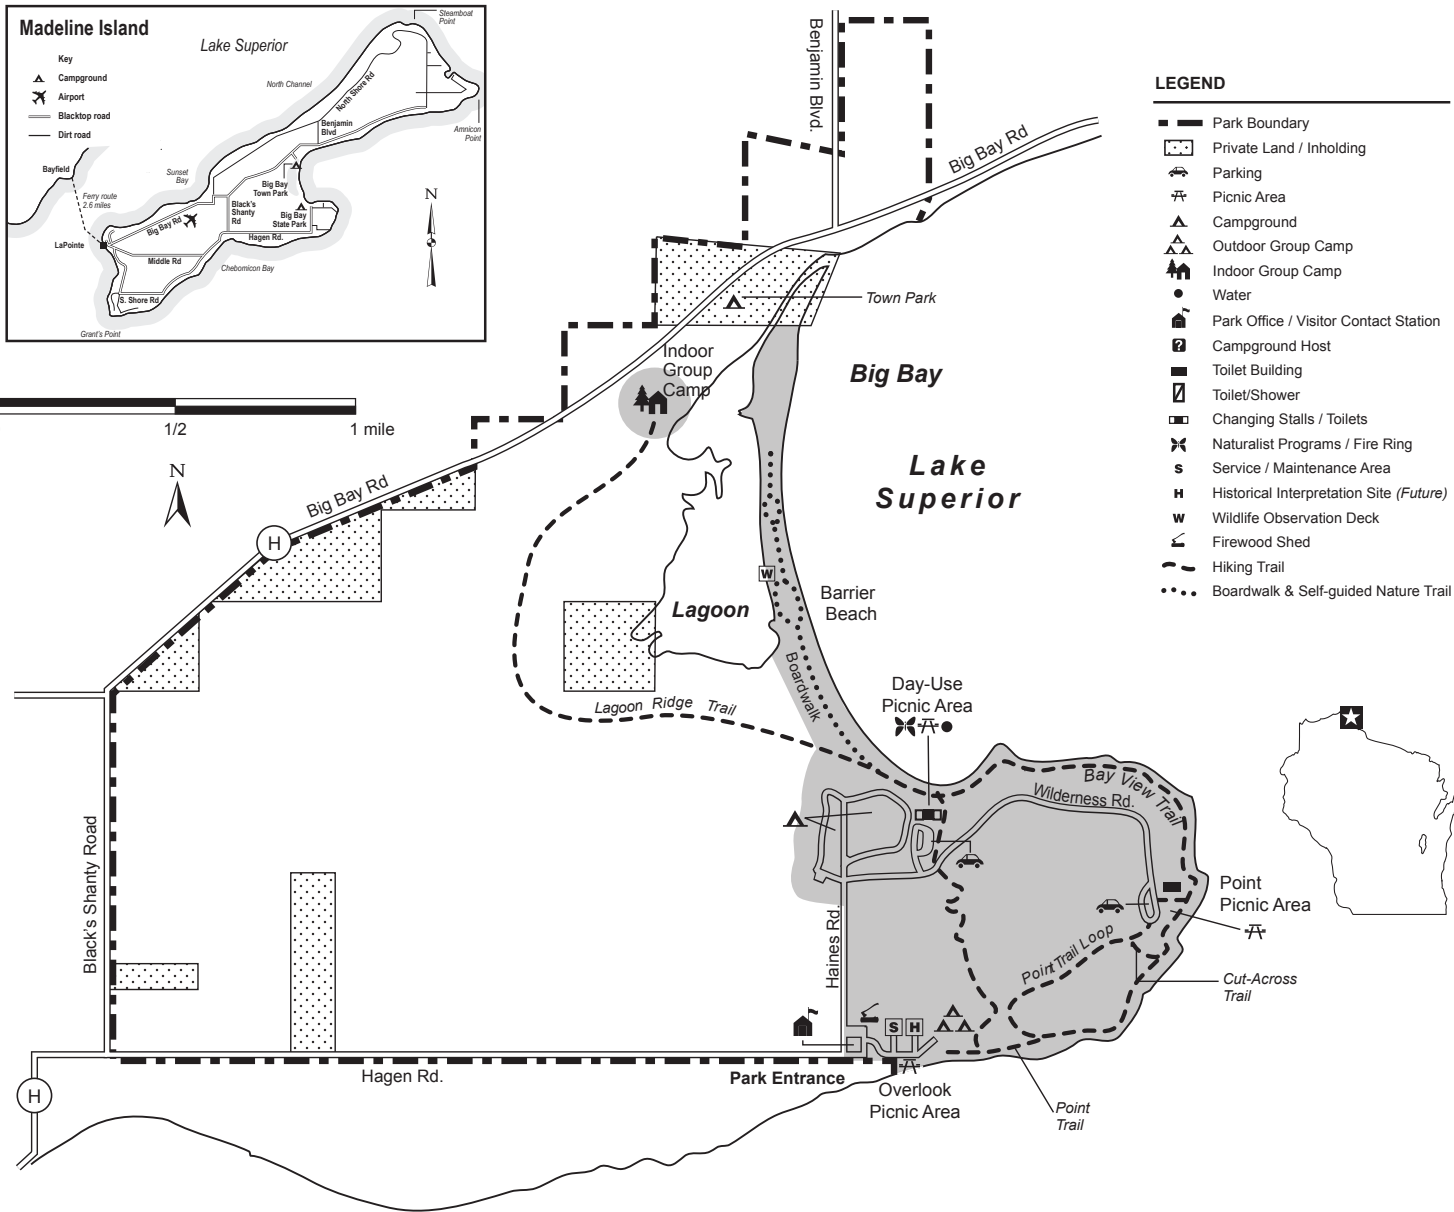 Madeline Island
Lake Superior
Steamboat
Point
Key
Campground
Airport
Blacktop road
Dirt road
North Channel
North Shore Rd
Benjamin
Blvd
Amnicon
Point
Bayfield
Sunset
Bay
Ferry route
2.6 miles
Big Bay
Town Park
Black's
Shanty
Rd
Big Bay
State Park
Big Bay Rd
Hagen Rd.
LaPointe
Middle Rd
Chebomicon Bay
S. Shore Rd
Grant's Point
N
Benjamin Blvd.
Big Bay Rd
Town Park
Indoor
Group
Camp
Big Bay
Lake
Superior
1/2
1 mile
N
Big Bay Rd
H
W
Lagoon
Barrier
Beach
Boardwalk
Lagoon Ridge Trail
Day-Use
Picnic Area
Bay View Trail
Wilderness Rd.
Black's Shanty Road
Haines Rd.
Point
Picnic Area
Point Trail Loop
Cut-Across
Trail
S
H
Hagen Rd.
Park Entrance
Overlook
Picnic Area
Point
Trail
H
LEGEND
Park Boundary
Private Land / Inholding
Parking
Picnic Area
Campground
Outdoor Group Camp
Indoor Group Camp
Water
Park Office / Visitor Contact Station
? Campground Host
Toilet Building
Toilet/Shower
Changing Stalls / Toilets
Naturalist Programs / Fire Ring
S Service / Maintenance Area
H Historical Interpretation Site (Future)
W Wildlife Observation Deck
Firewood Shed
Hiking Trail
Boardwalk & Self-guided Nature Trail